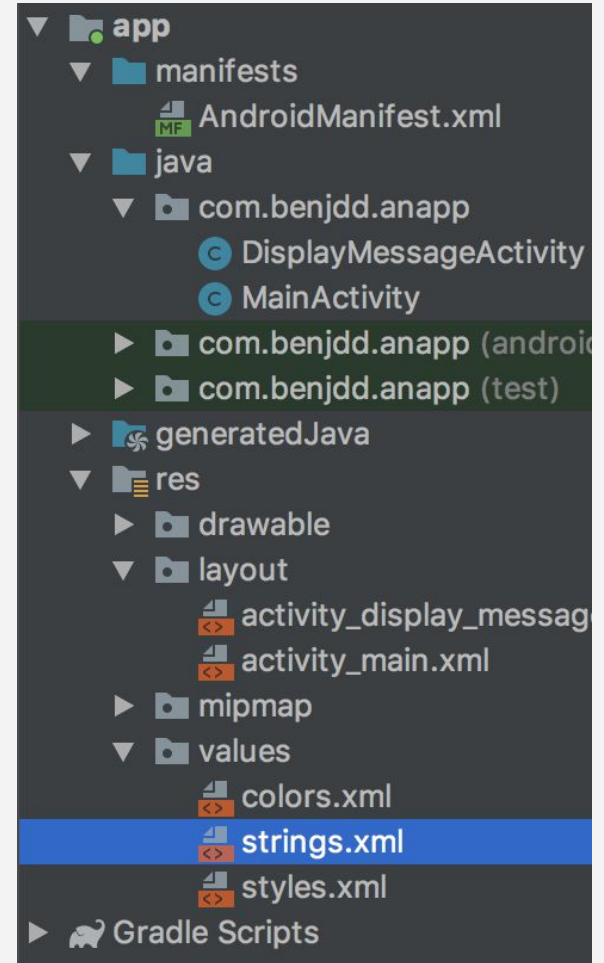 app
manifests
MF AndroidManifest.xml
java
com.benjdd.anapp
C DisplayMessageActivity
C MainActivity
com.benjdd.anapp (androi
com.benjdd.anapp (test)
generatedJava
res
drawable
layout
<> activity_display_messag
<> activity_main.xml
mipmap
values
<> colors.xml
<> strings.xml
<> styles.xml
Gradle Scripts